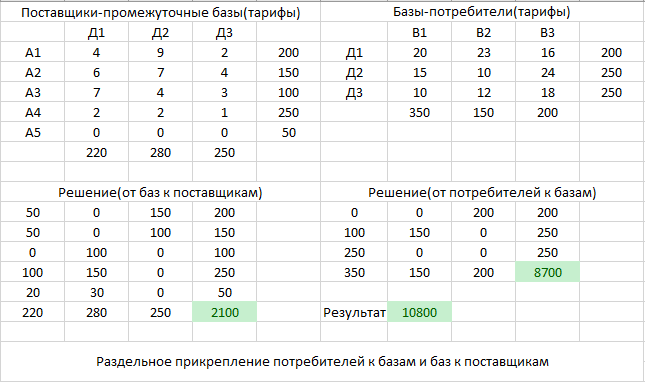 Поставщики-промежуточные базы(тарифы) Базы-потребители(тарифы)
Д1 Д2 Д3 В1 В2 В3
А1 4 9 2 200 Д1 20 23 16 200
А2 6 7 4 150 Д2 15 10 24 250
А3 7 4 3 100 Д3 10 12 18 250
А4 2 2 1 250 350 150 200
А5 0 0 0 50
220 280 250
Решение(от баз к поставщикам) Решение(от потребителей к базам)
50 0 150 200 0 0 200 200
50 0 100 150 100 150 0 250
0 100 0 100 250 0 0 250
100 150 0 250 350 150 200 8700
20 30 0 50
220 280 250 2100 Результат 10800
Раздельное прикрепление потребителей к базам и баз к поставщикам